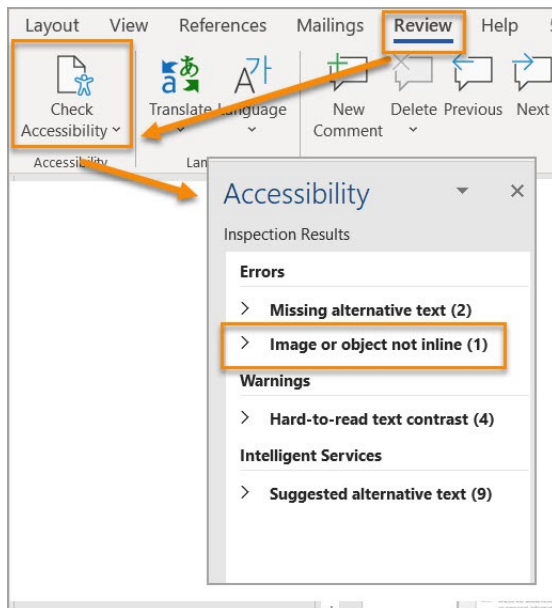 Layout View References Mailings Review Help
Check Accessibility
Translate Language
New Comment
Delete Previous Next
Accessibility
Lan
Accessibility
Inspection Results
Errors
Missing alternative text (2)
Image or object not inline (1)
Warnings
Hard-to-read text contrast (4)
Intelligent Services
Suggested alternative text (9)